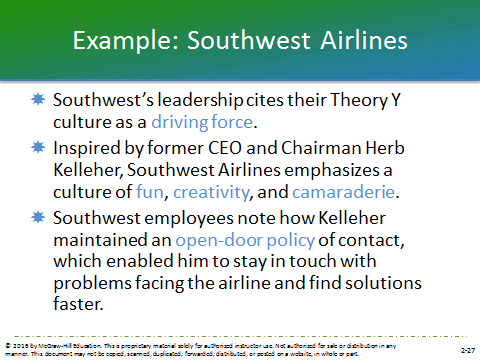 Example: Southwest Airlines
Southwest's leadership cites their Theory Y
culture as a driving force.
Inspired by former CEO and Chairman Herb
Kelleher, Southwest Airlines emphasizes a
culture of fun, creativity, and camaraderie.
Southwest employees note how Kelleher
maintained an open-door policy of contact,
which enabled him to stay in touch with
problems facing the airline and find solutions
faster.
© 2016 by McGraw-Hill Education. This is proprietary material solely for authorized instructor use. Not authorized for sale or distribution in any
manner. This document may not be copied, scanned, duplicated, forwarded, distributed, or posted on a website, in whole or part.
2-27